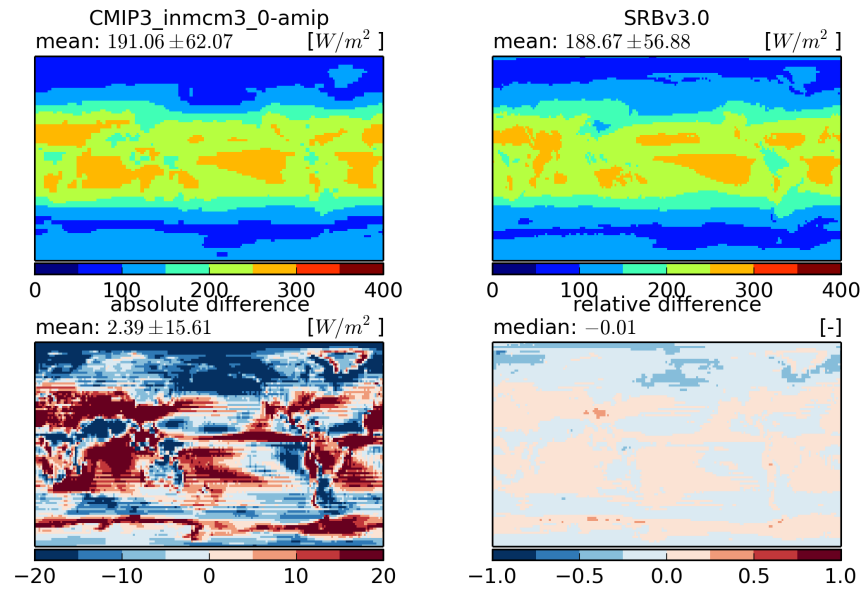 CMIP3_inmcm3_0-amip
mean: 191.06 ±62.07 [W/m² ]
0 100 200 300 400
SRBv3.0
mean: 188.67±56.88 [W/m² ]
0 100 200 300 400
absolute difference
mean: 2.39 ±15.61 [W/m² ]
−20 −10 0 10 20
relative difference
median: −0.01 [-]
−1.0 −0.5 0.0 0.5 1.0